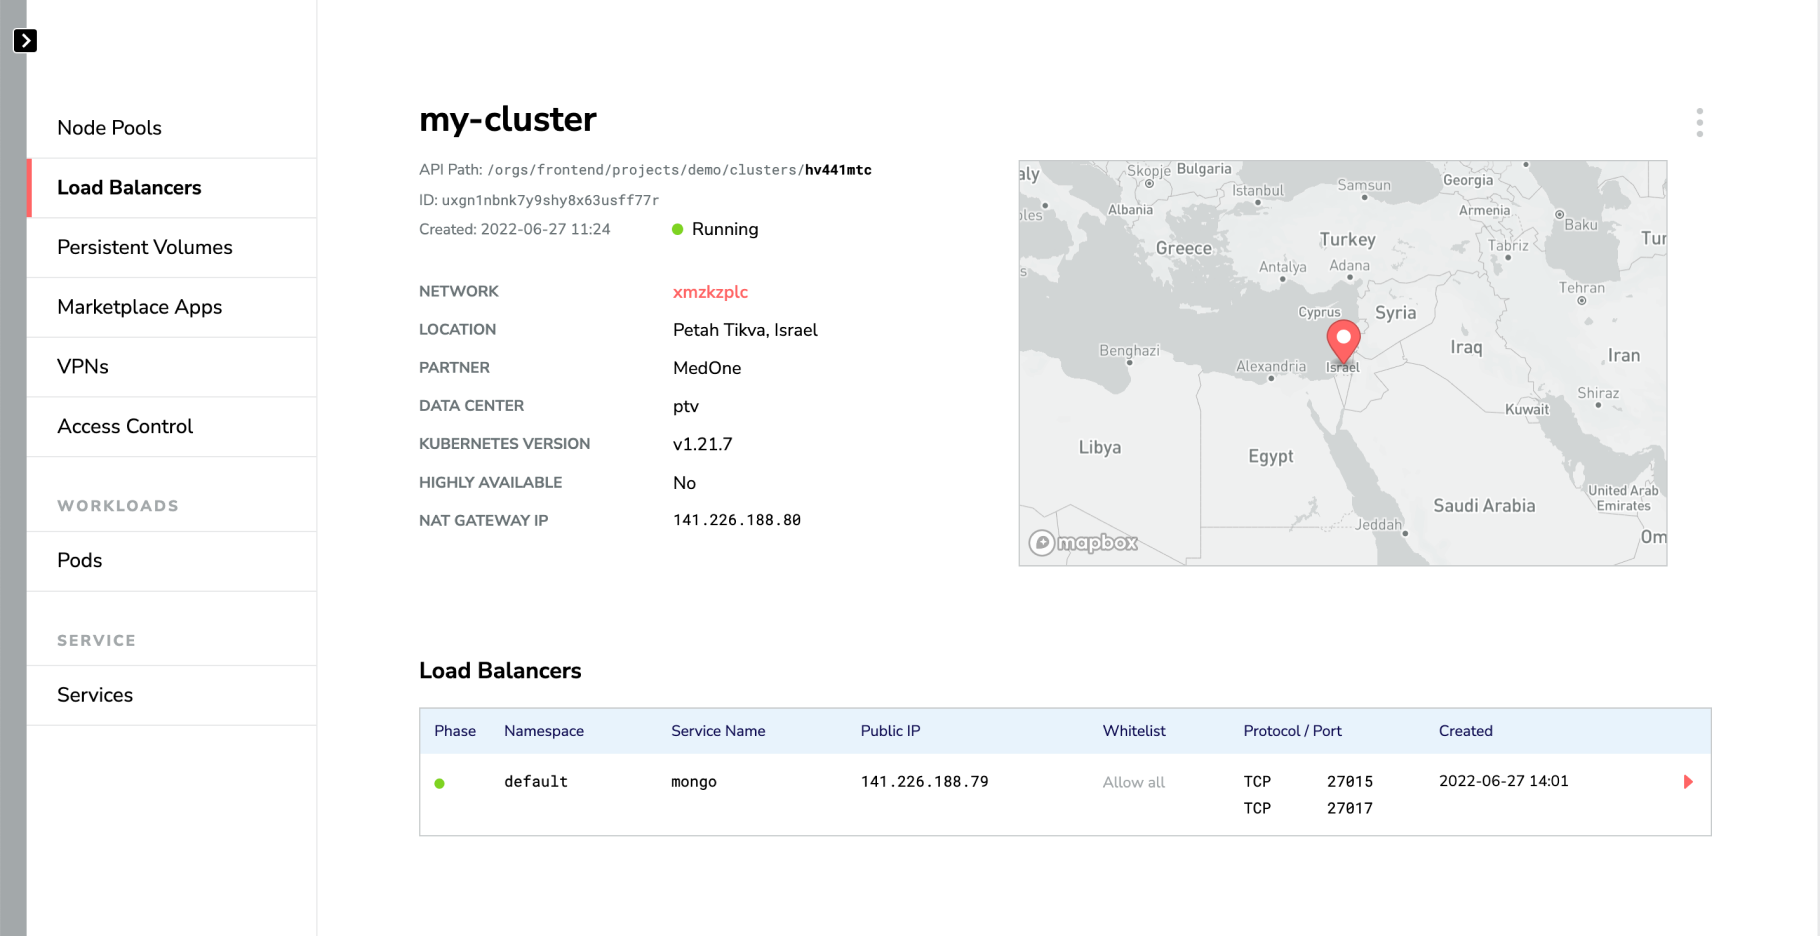 Node Pools
Load Balancers
Persistent Volumes
Marketplace Apps
VPNs
Access Control
WORKLOADS
Pods
SERVICE
Services
my-cluster
API Path: /orgs/frontend/projects/demo/clusters/hv441mtc
ID: uxgn1nbnk7y9shy8x63usff77r
Created: 2022-06-27 11:24 Running
NETWORK xmzkzplc
LOCATION Petah Tikva, Israel
PARTNER MedOne
DATA CENTER ptv
KUBERNETES VERSION v1.21.7
HIGHLY AVAILABLE No
NAT GATEWAY IP 141.226.188.80
aly Skopje Bulgaria
Istanbul Samsun Georgia
ples Albania Armenia Baku
Greece Turkey Tabriz Tur
Antalya Adana
s Tehran
Cyprus Syria
Benghazi Iraq Iran
Alexandria Israel
Shiraz
Kuwait
Libya Egypt
United Arab
Emirates
Saudi Arabia
Jeddah
Om
mapbox
Load Balancers
Phase Namespace Service Name Public IP Whitelist Protocol / Port Created
default mongo 141.226.188.79 Allow all TCP 27015 2022-06-27 14:01
TCP 27017